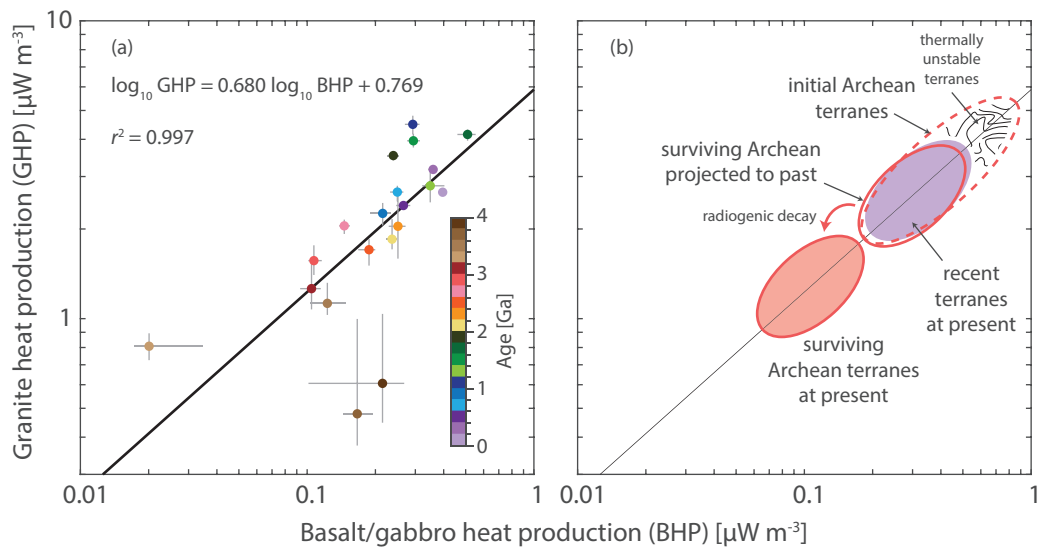 Granite heat production (GHP) [µW m-3]
10
1
(a)
log10 GHP = 0.680 log10 BHP + 0.769
r2 = 0.997
4
3
2
1
0
Age [Ga]
0.01
0.1
1
(b)
thermally
unstable
terranes
initial Archean
terranes
surviving Archean
projected to past
radiogenic decay
recent
terranes
at present
surviving
Archean terranes
at present
0.01
0.1
1
Basalt/gabbro heat production (BHP) [µW m-3]